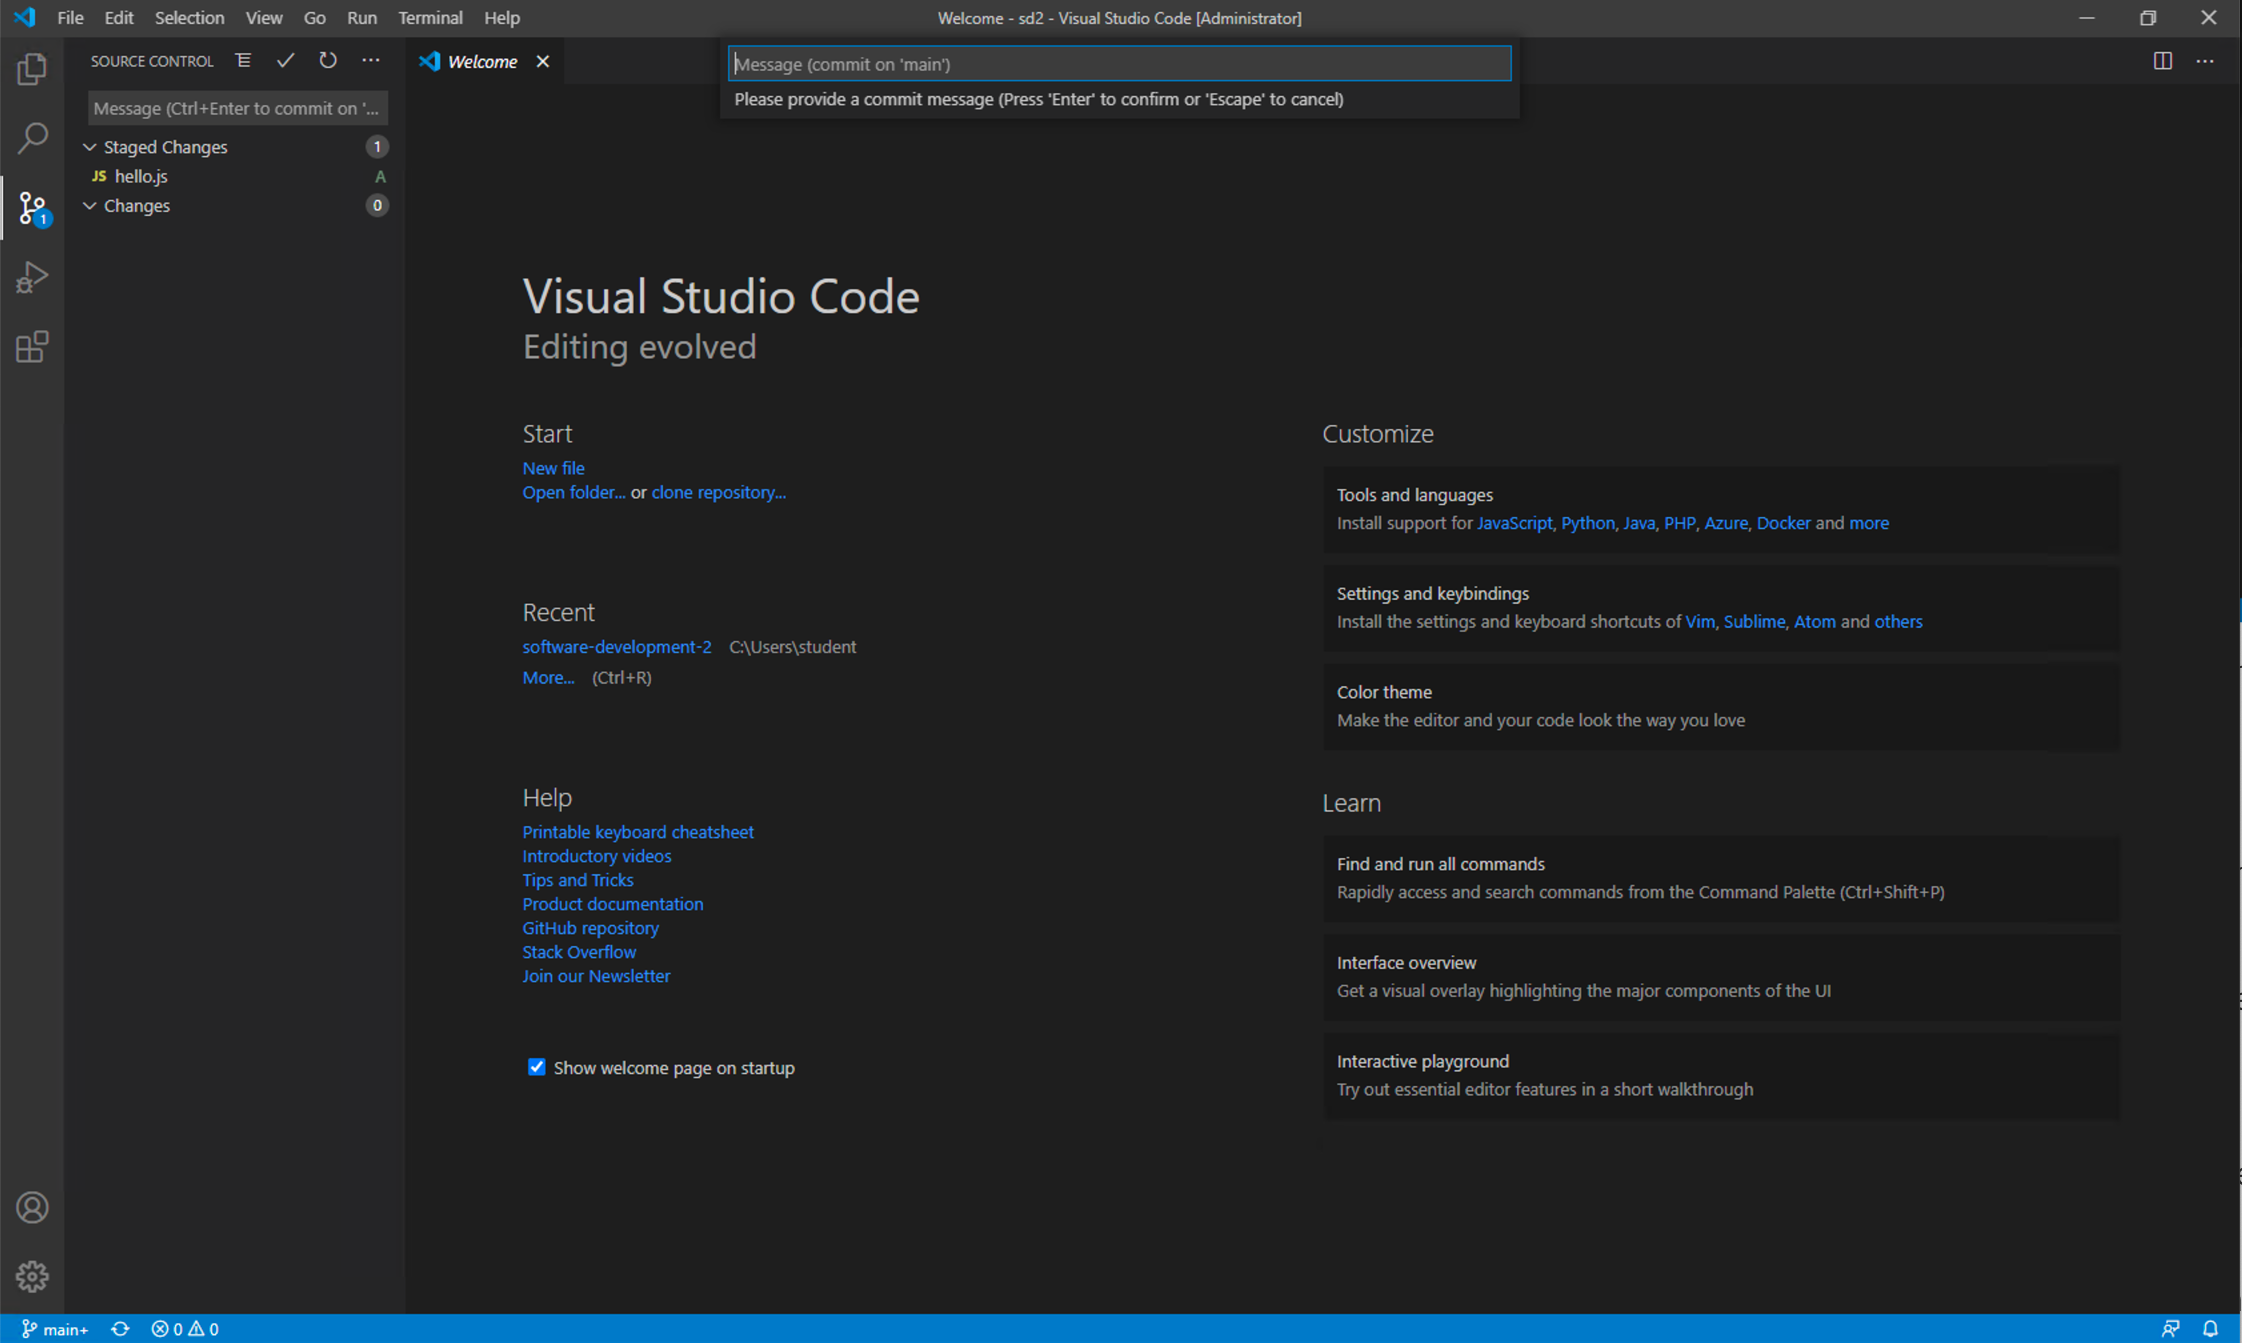 File Edit Selection View Go Run Terminal Help
Welcome - sd2 - Visual Studio Code [Administrator]
SOURCE CONTROL
Welcome
Message (commit on 'main')
Please provide a commit message (Press 'Enter' to confirm or 'Escape' to cancel)
Message (Ctrl+Enter to commit on '...
Staged Changes 1
JS hello.js A
Changes 0
1
Visual Studio Code
Editing evolved
Start
New file
Open folder... or clone repository...
Recent
software-development-2 C:\Users\student
More... (Ctrl+R)
Help
Printable keyboard cheatsheet
Introductory videos
Tips and Tricks
Product documentation
GitHub repository
Stack Overflow
Join our Newsletter
Show welcome page on startup
Customize
Tools and languages
Install support for JavaScript, Python, Java, PHP, Azure, Docker and more
Settings and keybindings
Install the settings and keyboard shortcuts of Vim, Sublime, Atom and others
Color theme
Make the editor and your code look the way you love
Learn
Find and run all commands
Rapidly access and search commands from the Command Palette (Ctrl+Shift+P)
Interface overview
Get a visual overlay highlighting the major components of the UI
Interactive playground
Try out essential editor features in a short walkthrough
main+ 0 0